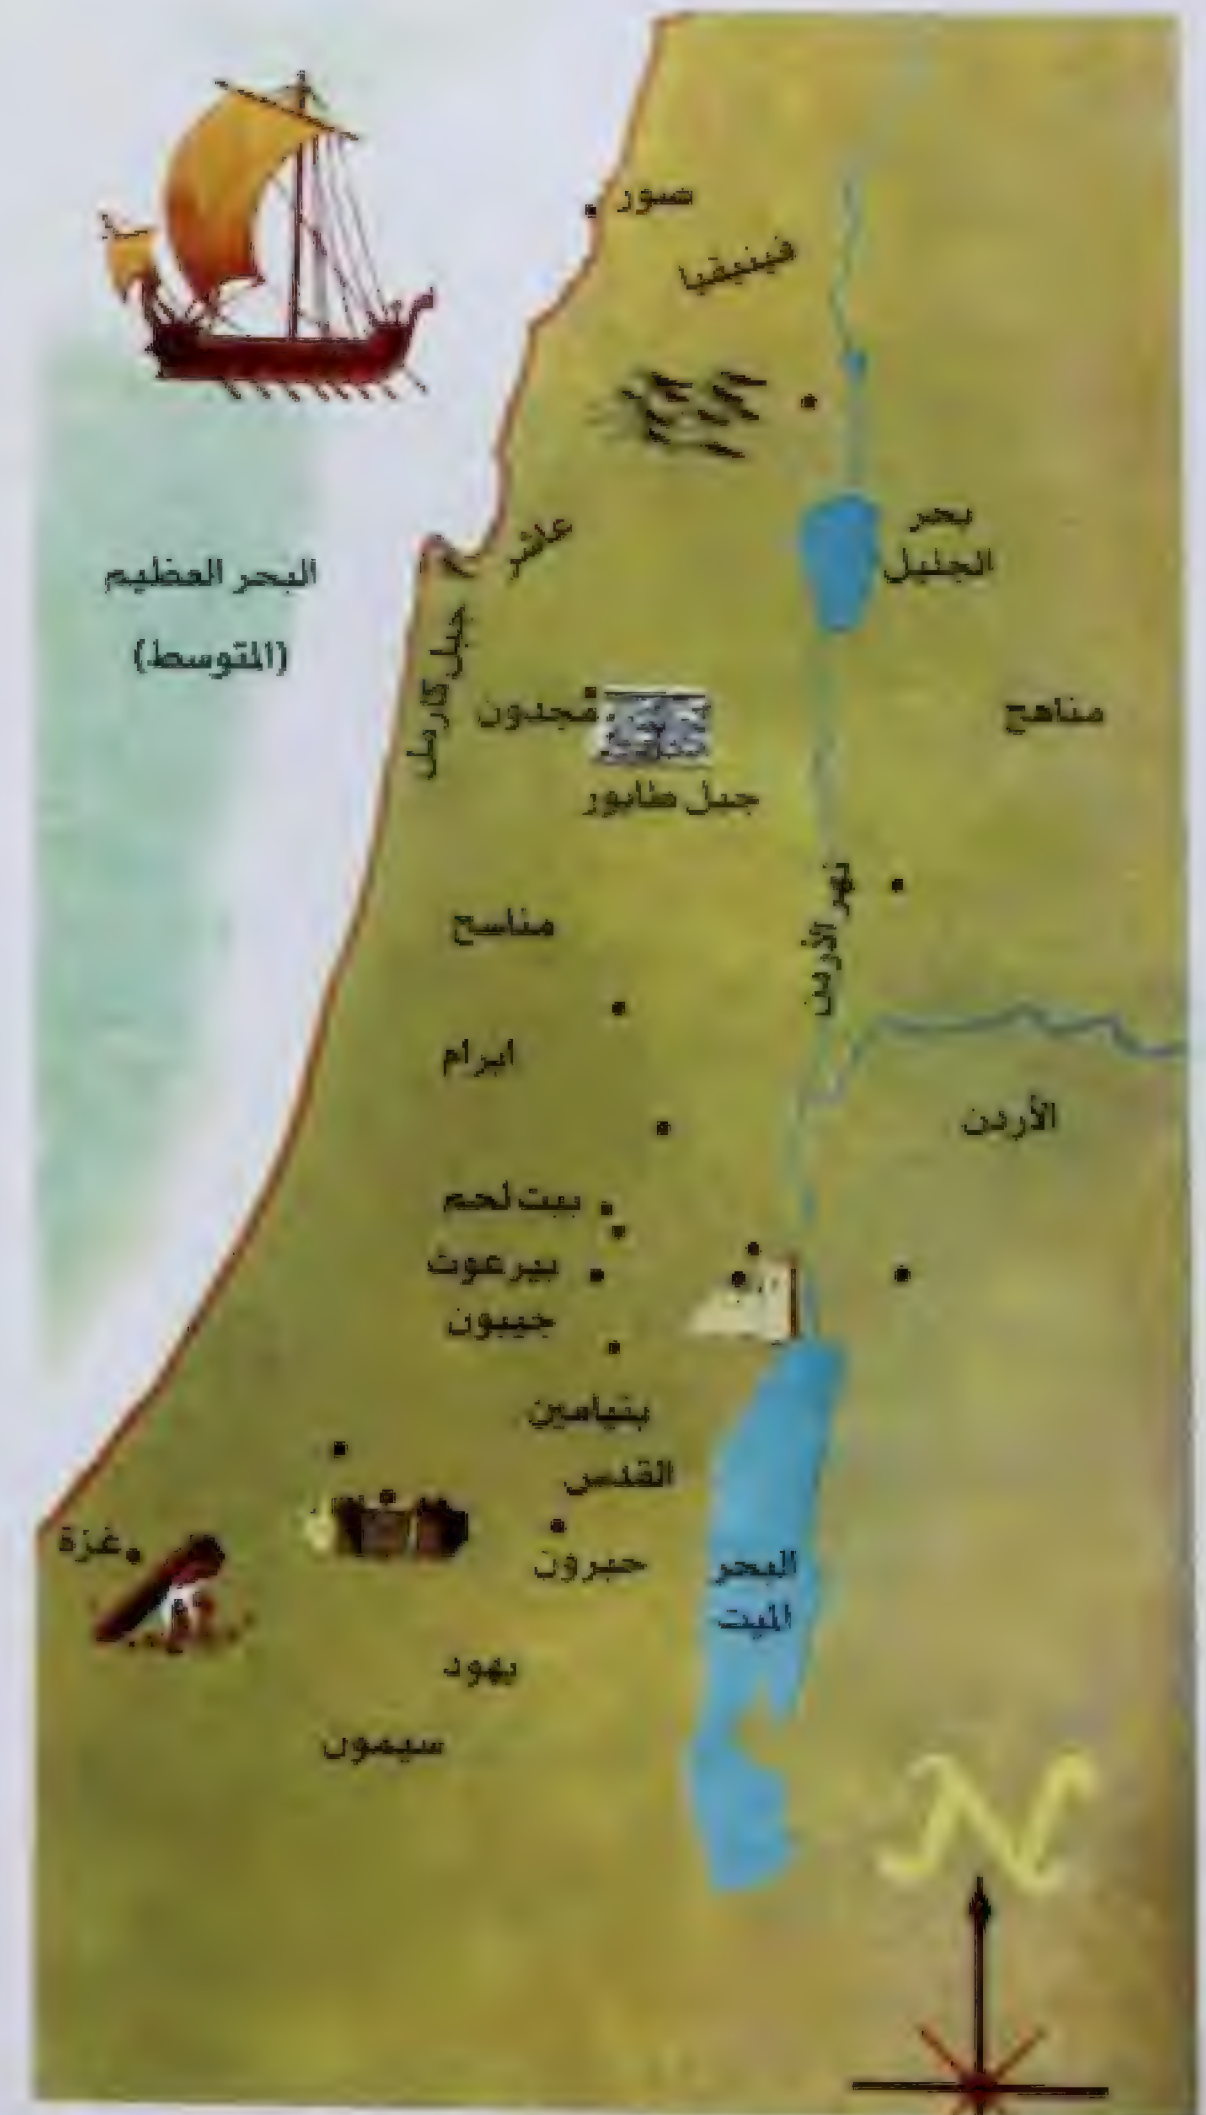 صور
فينيقيا
بحر
الجليل
عاشر
البحر العظيم
(المتوسط)
جبل كارمل
مجدون
مناهج
جبل طابور
نهر الأردن
مناسح
ابرام
الأردن
بيت لحم
بيرعوت
جيبون
بنيامين
القدس
غزة
حبرون
البحر
الميت
يهود
سيمون
N